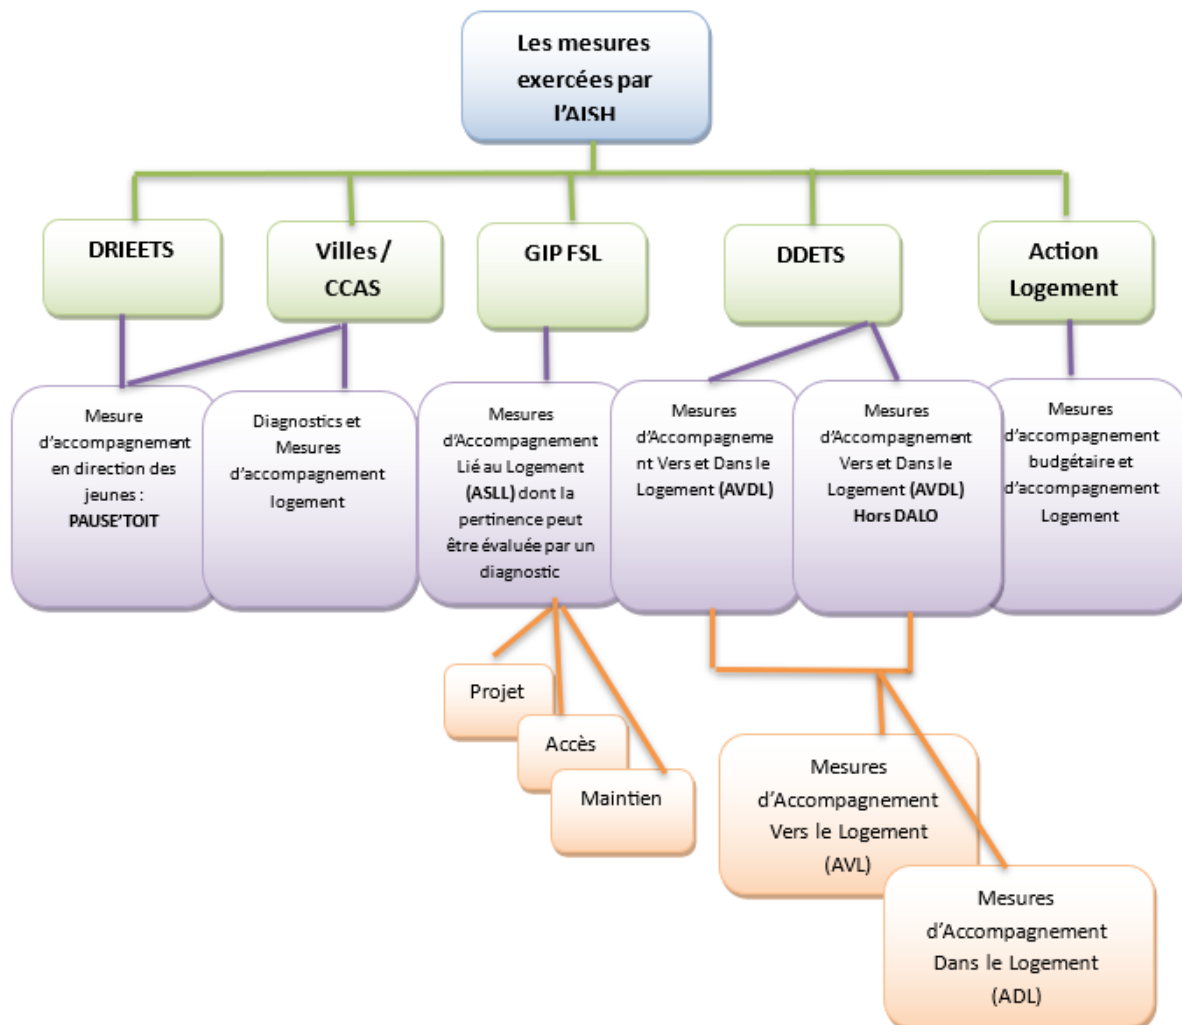 Les mesures
exercées par
l'AISH
DRIEETS
Villes /
CCAS
GIP FSL
DDETS
Action
Logement
Mesure
d'accompagnement
en direction des
jeunes :
PAUSE'TOIT
Diagnostics et
Mesures
d'accompagnement
logement
Mesures
d'Accompagnement
Lié au Logement
(ASLL) dont la
pertinence peut
être évaluée par un
diagnostic
Mesures
d'Accompagneme
nt Vers et Dans le
Logement (AVDL)
Mesures
d'Accompagnement
Vers et Dans le
Logement (AVDL)
Hors DALO
Mesures
d'accompagnement
budgétaire et
d'accompagnement
Logement
Projet
Accès
Maintien
Mesures
d'Accompagnement
Vers le Logement
(AVL)
Mesures
d'Accompagnement
Dans le Logement
(ADL)